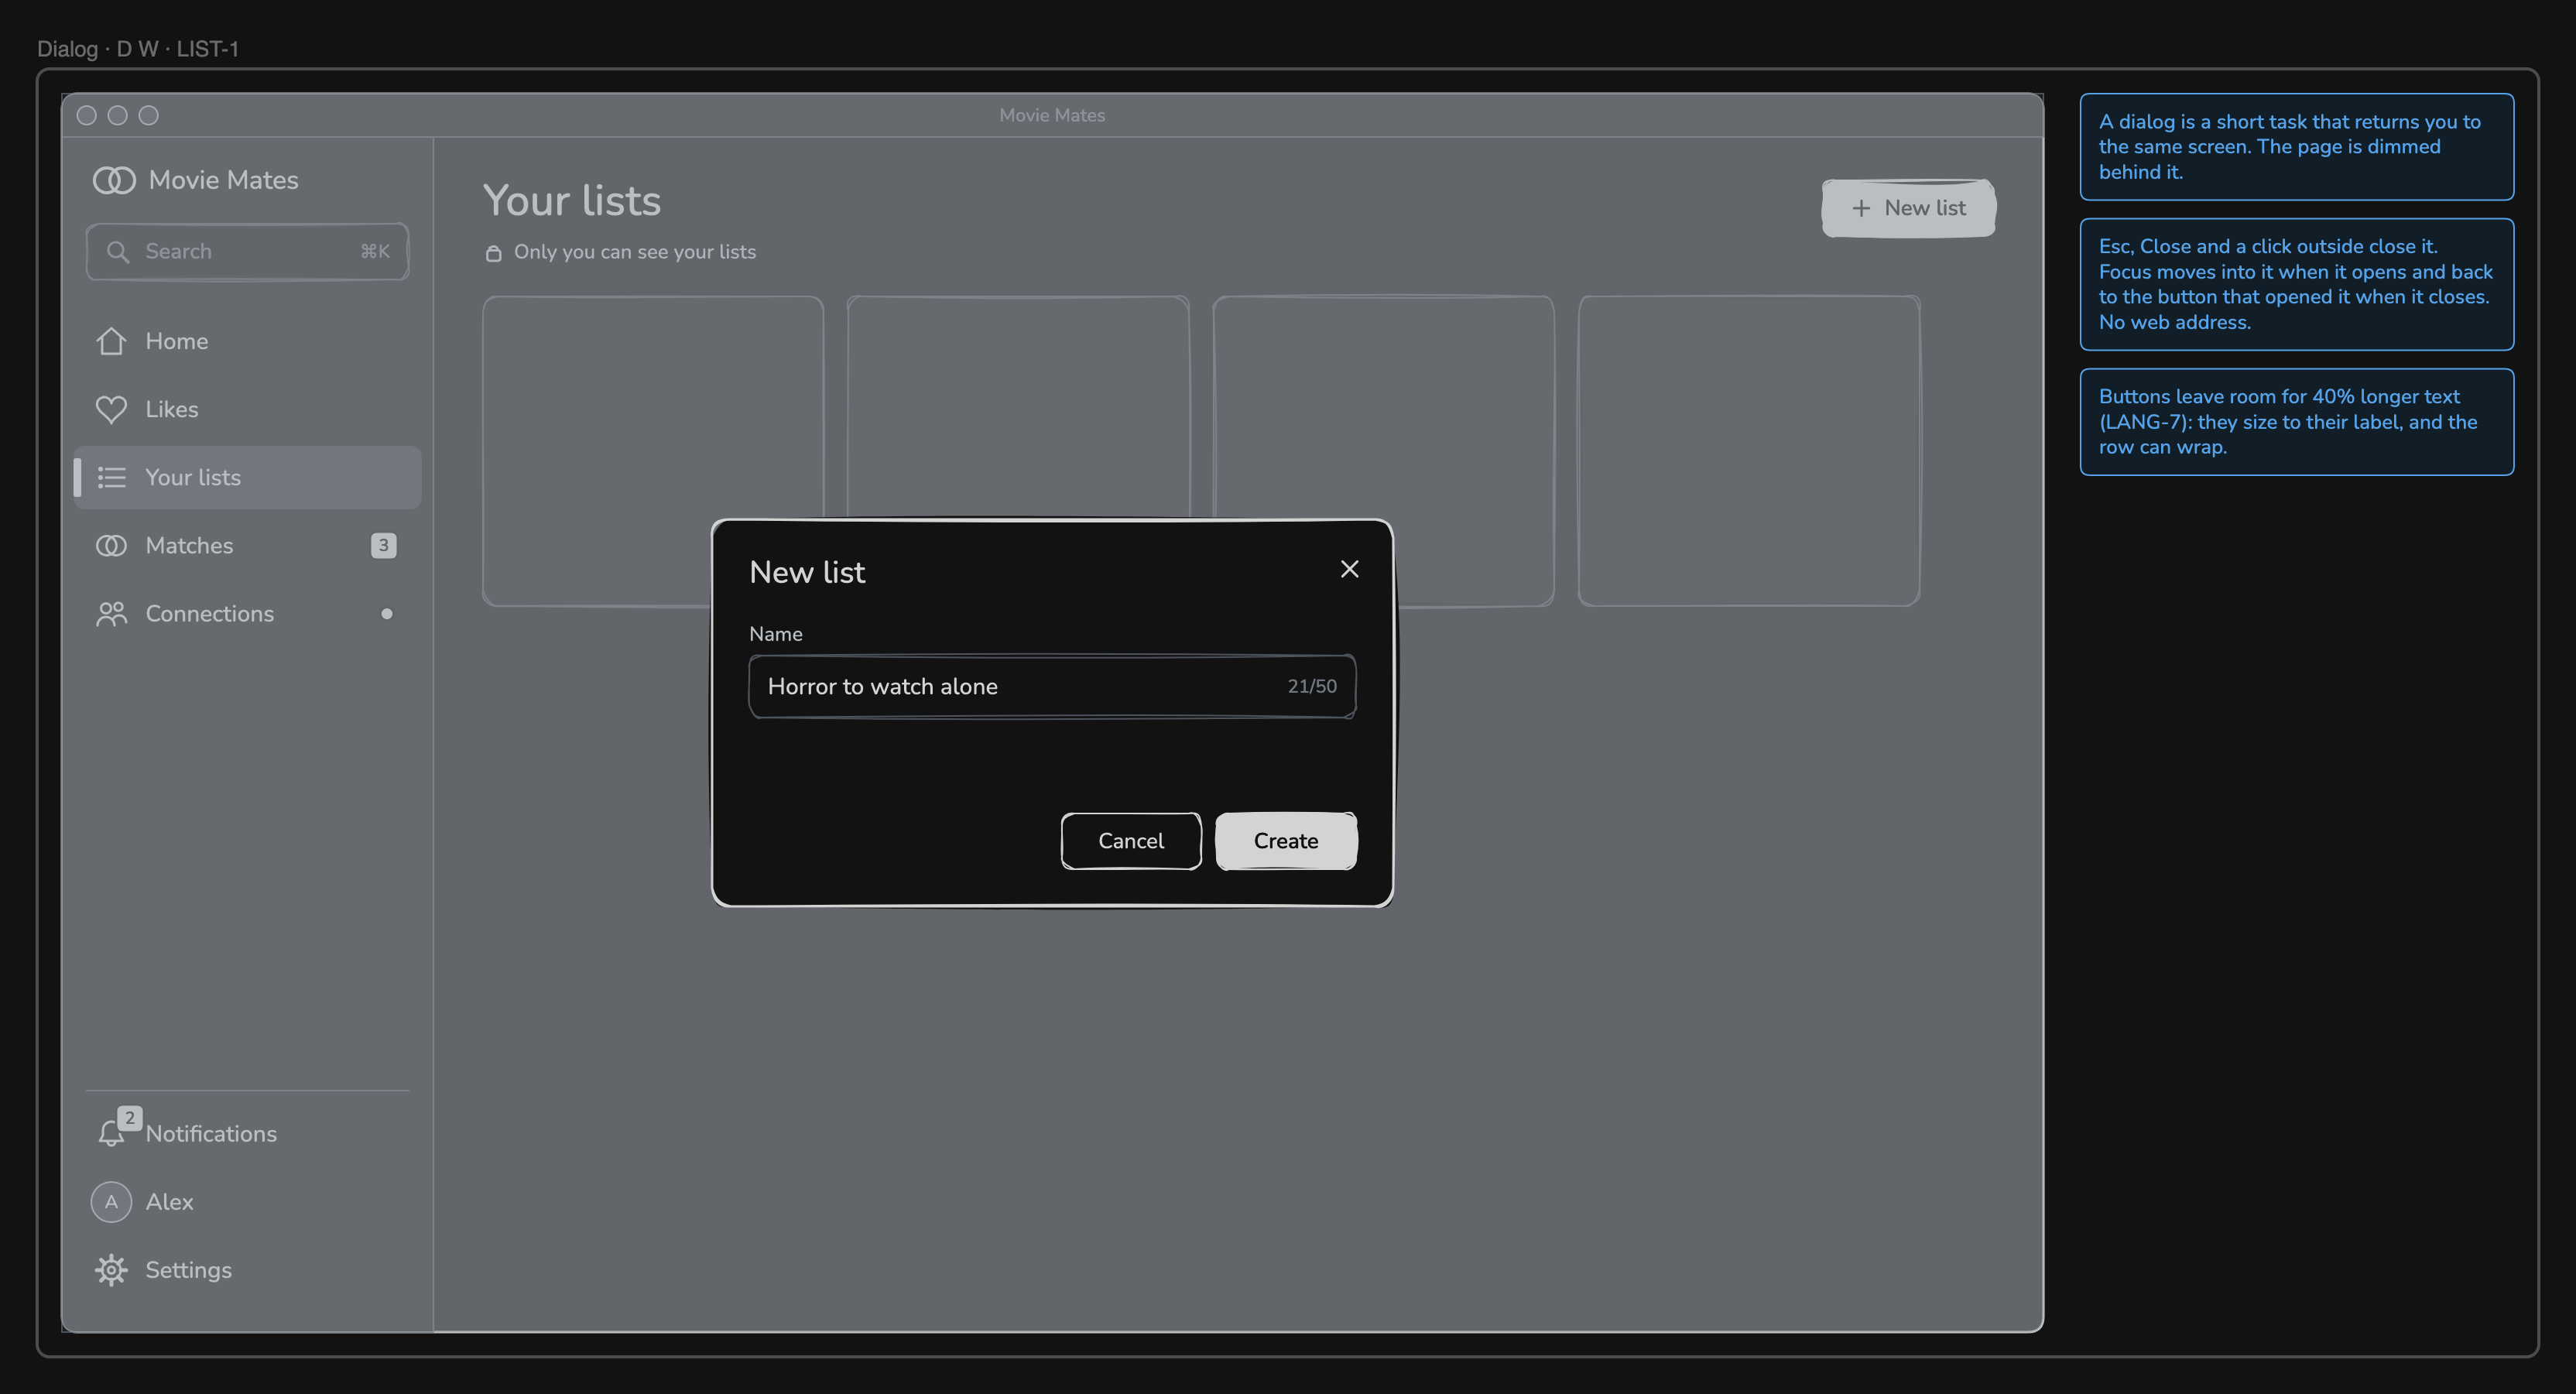 Dialog · D W · LIST-1
Movie Mates
Movie Mates
Search ⌘K
Home
Likes
Your lists
Matches 3
Connections
2
Notifications
A Alex
Settings
Your lists
Only you can see your lists
+ New list
New list
Name
Horror to watch alone 21/50
Cancel Create
A dialog is a short task that returns you to
the same screen. The page is dimmed
behind it.
Esc, Close and a click outside close it.
Focus moves into it when it opens and back
to the button that opened it when it closes.
No web address.
Buttons leave room for 40% longer text
(LANG-7): they size to their label, and the
row can wrap.